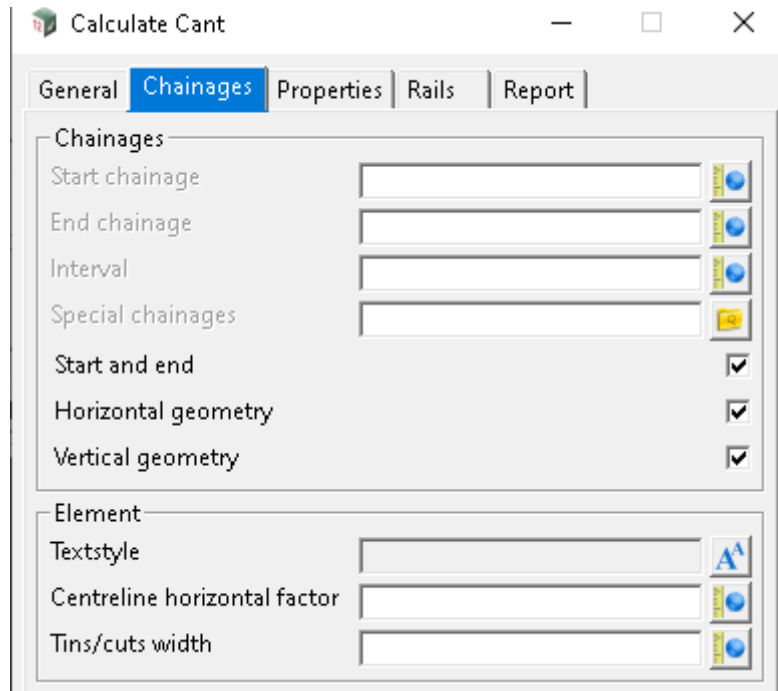 Calculate Cant
General Chainages Properties Rails Report
Chainages
Start chainage
End chainage
Interval
Special chainages
Start and end
Horizontal geometry
Vertical geometry
Element
Textstyle
Centreline horizontal factor
Tins/cuts width